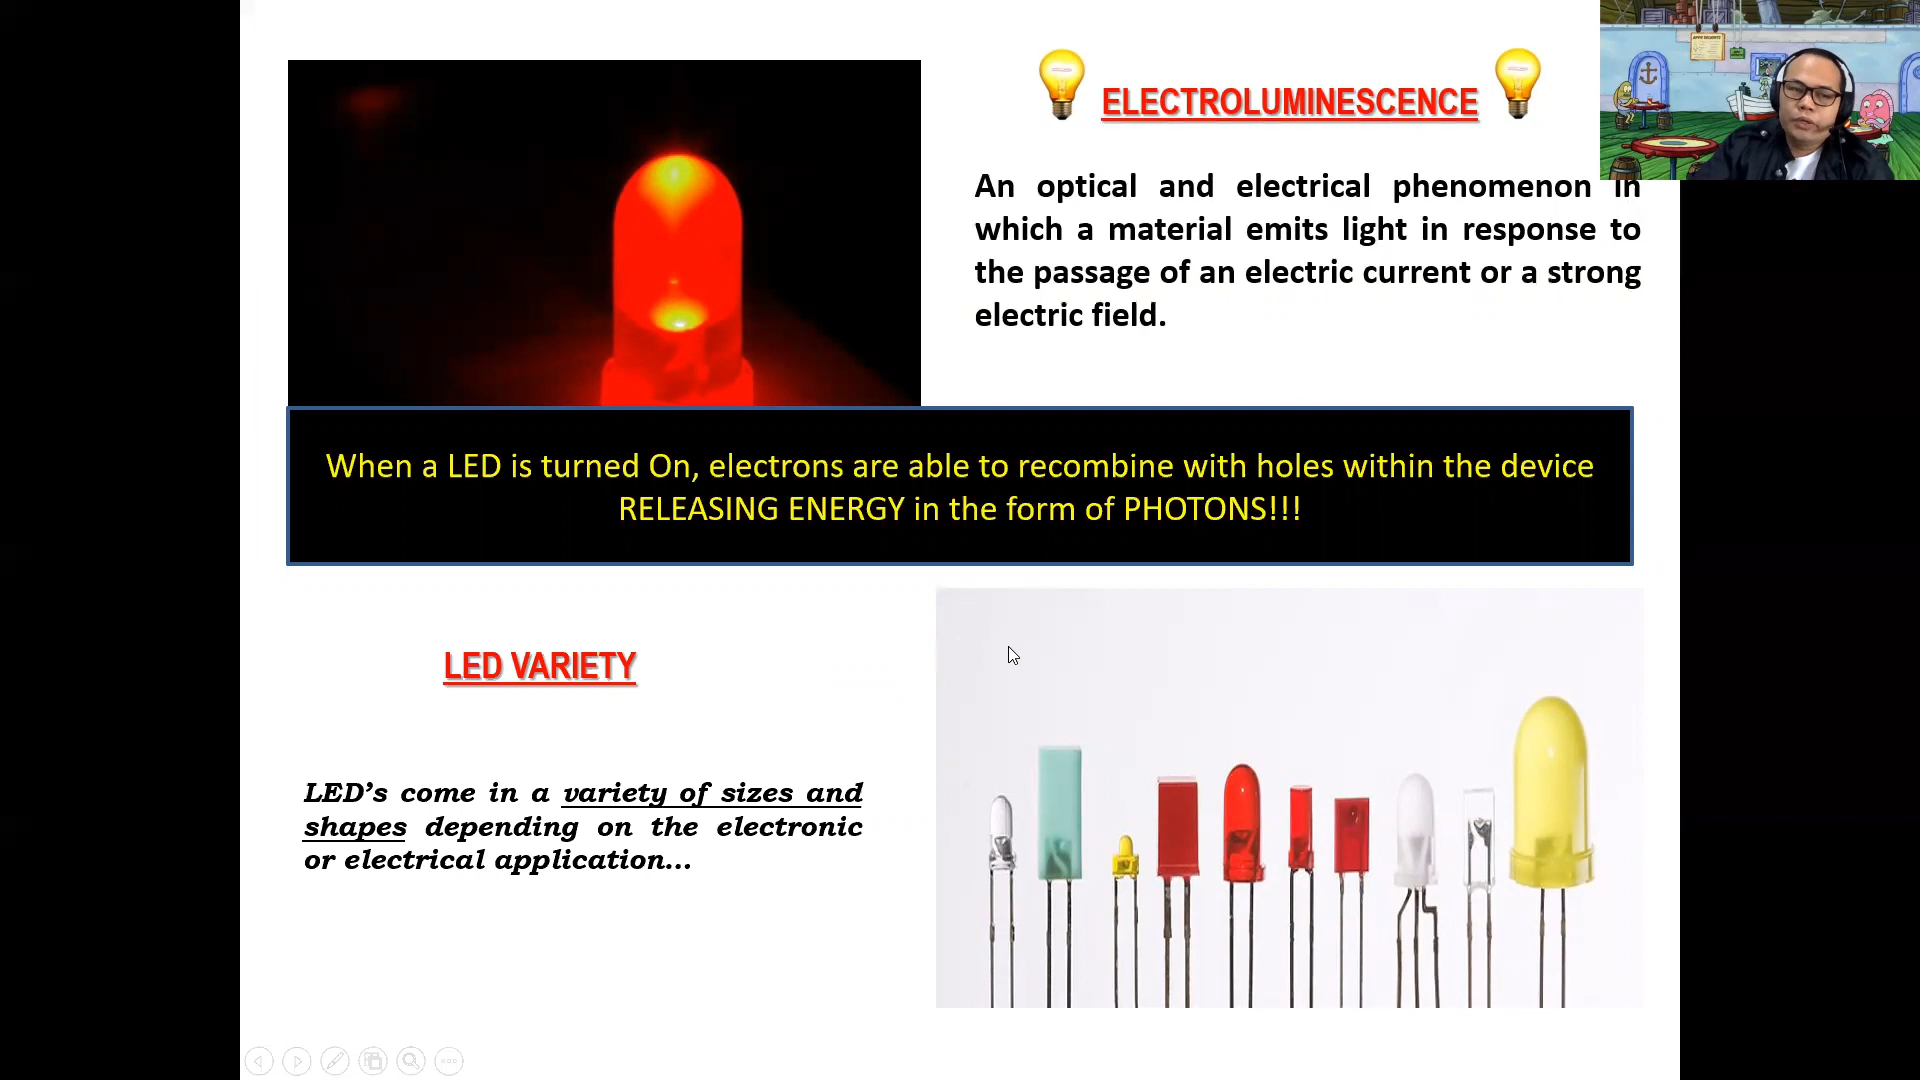 ELECTROLUMINESCENCE
An optical and electrical phenomenon in
which a material emits light in response to
the passage of an electric current or a strong
electric field.
When a LED is turned On, electrons are able to recombine with holes within the device
RELEASING ENERGY in the form of PHOTONS!!!
LED VARIETY
LED’s come in a variety of sizes and
shapes depending on the electronic
or electrical application...